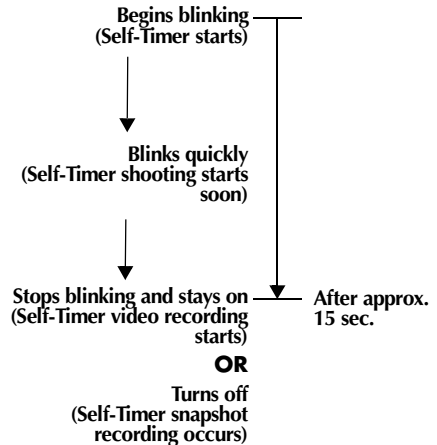 Begins blinking
(Self-Timer starts)
Blinks quickly
(Self-Timer shooting starts
soon)
Stops blinking and stays on
(Self-Timer video recording
starts)
After approx.
15 sec.
OR
Turns off
(Self-Timer snapshot
recording occurs)